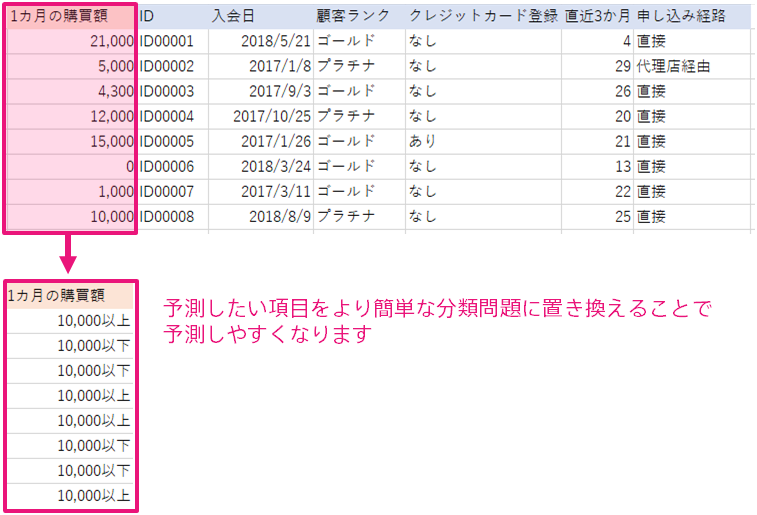 1カ月の購買額 ID 入会日 顧客ランク クレジットカード登録 直近3か月 申し込み経路
21,000 ID00001 2018/5/21 ゴールド なし 4 直接
5,000 ID00002 2017/1/8 プラチナ なし 29 代理店経由
4,300 ID00003 2017/9/3 ゴールド なし 26 直接
12,000 ID00004 2017/10/25 プラチナ なし 20 直接
15,000 ID00005 2017/1/26 ゴールド あり 21 直接
0 ID00006 2018/3/24 ゴールド なし 13 直接
1,000 ID00007 2017/3/11 ゴールド なし 22 直接
10,000 ID00008 2018/8/9 プラチナ なし 25 直接
1カ月の購買額
10,000以上
10,000以下
10,000以下
10,000以上
10,000以上
10,000以下
10,000以下
10,000以上
予測したい項目をより簡単な分類問題に置き換えることで
予測しやすくなります